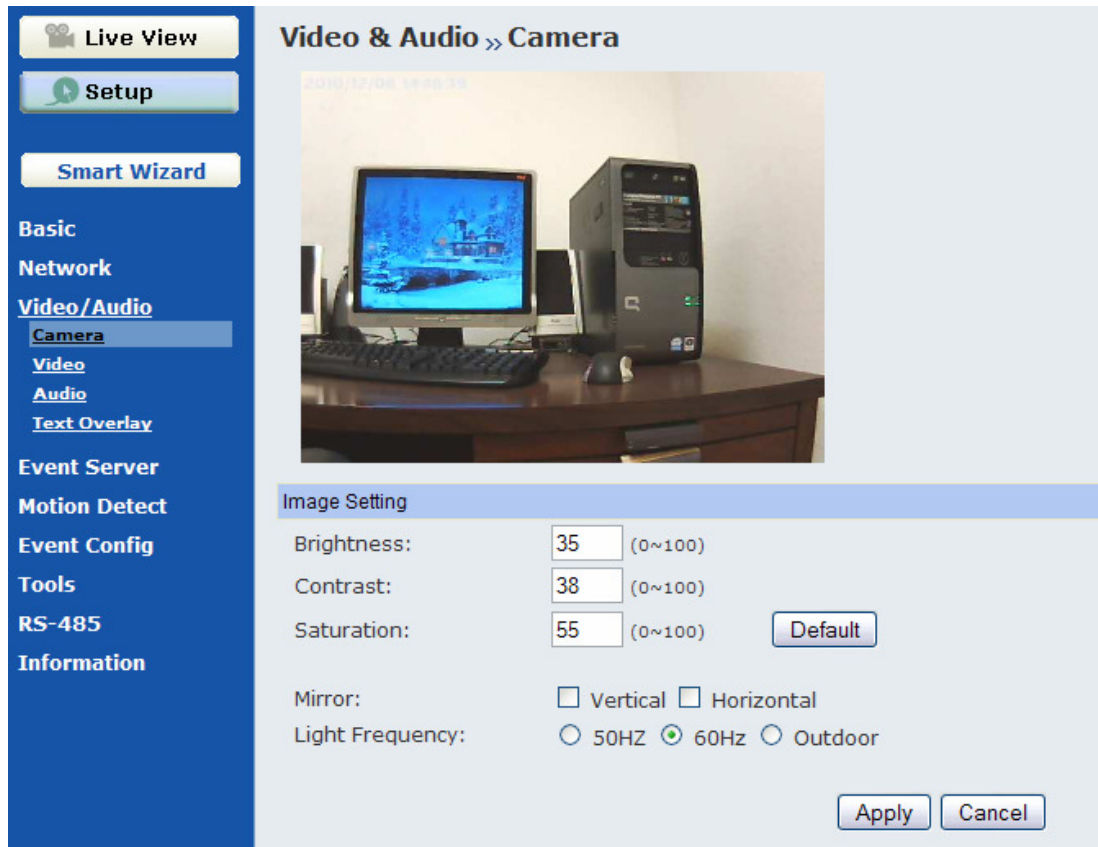 Live View
Setup
Smart Wizard
Basic
Network
Video/Audio
Camera
Video
Audio
Text Overlay
Event Server
Motion Detect
Event Config
Tools
RS-485
Information
Video & Audio » Camera
Image Setting
Brightness: 35 (0~100)
Contrast: 38 (0~100)
Saturation: 55 (0~100) Default
Mirror: Vertical Horizontal
Light Frequency: 50HZ 60Hz Outdoor
Apply Cancel